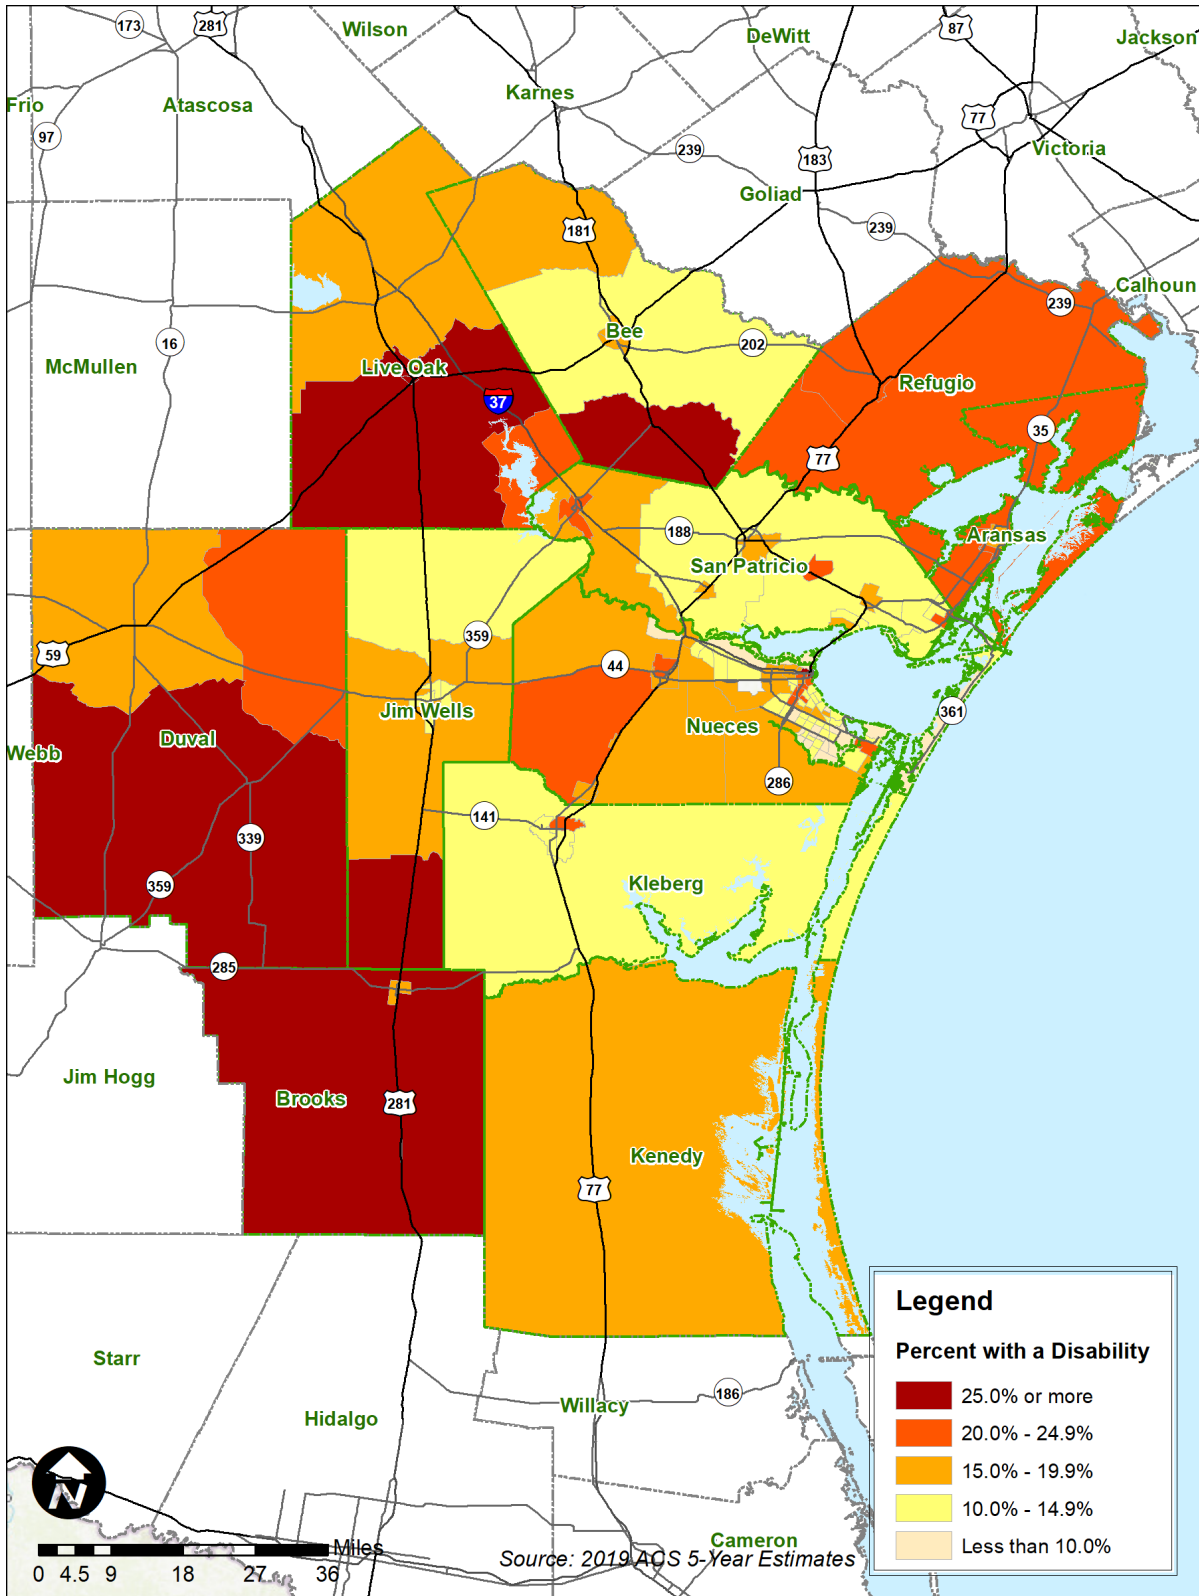 Wilson
DeWitt
Jackson
173
281
87
Frio
Atascosa
Karnes
97
77
239
183
Victoria
Goliad
181
239
Calhoun
239
16
Bee
202
McMullen
Live Oak
Refugio
37
35
77
188
Aransas
San Patricio
359
59
44
Jim Wells
361
Nueces
Webb
Duval
286
141
339
359
Kleberg
285
Jim Hogg
Brooks
281
Kenedy
77
Legend
Percent with a Disability
25.0% or more
20.0% - 24.9%
15.0% - 19.9%
10.0% - 14.9%
Less than 10.0%
Starr
186
Willacy
Hidalgo
N
Cameron
Miles
Source: 2019 ACS 5-Year Estimates
0 4.5 9 18 27 36